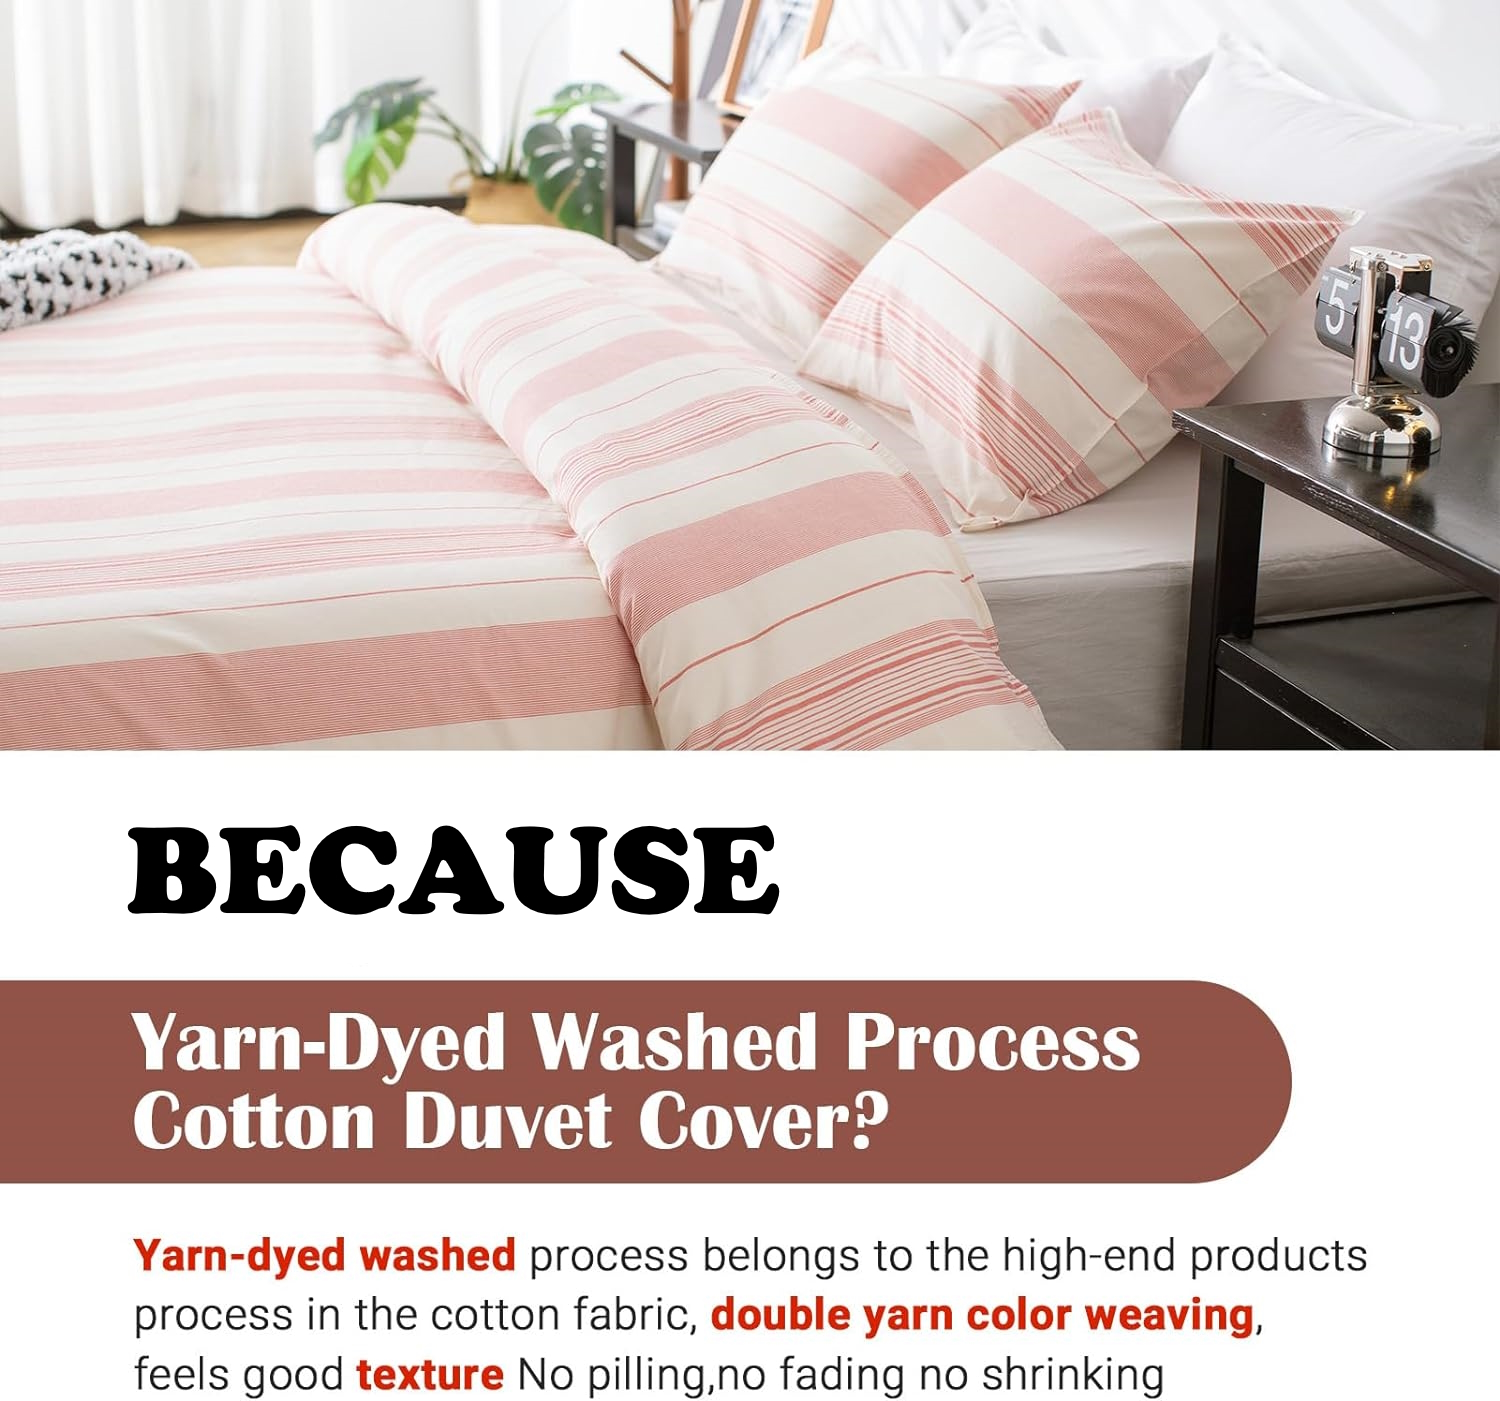 5 13
BECAUSE
Yarn-Dyed Washed Process
Cotton Duvet Cover?
Yarn-dyed washed process belongs to the high-end products
process in the cotton fabric, double yarn color weaving,
feels good texture No pilling,no fading no shrinking